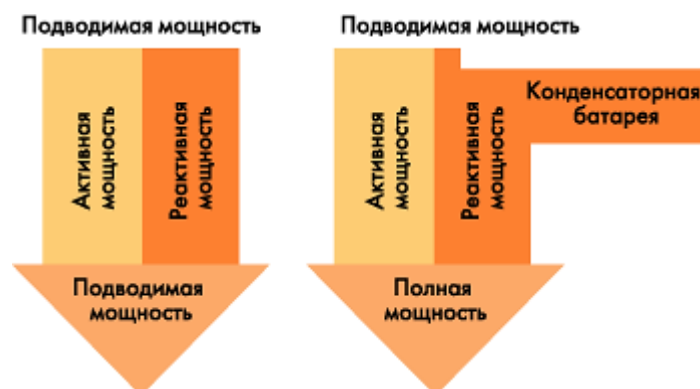 Подводимая мощность
Активная
мощность
Реактивная
мощность
Подводимая
мощность
Подводимая мощность
Активная
мощность
Реактивная
мощность
Конденсаторная
батарея
Полная
мощность